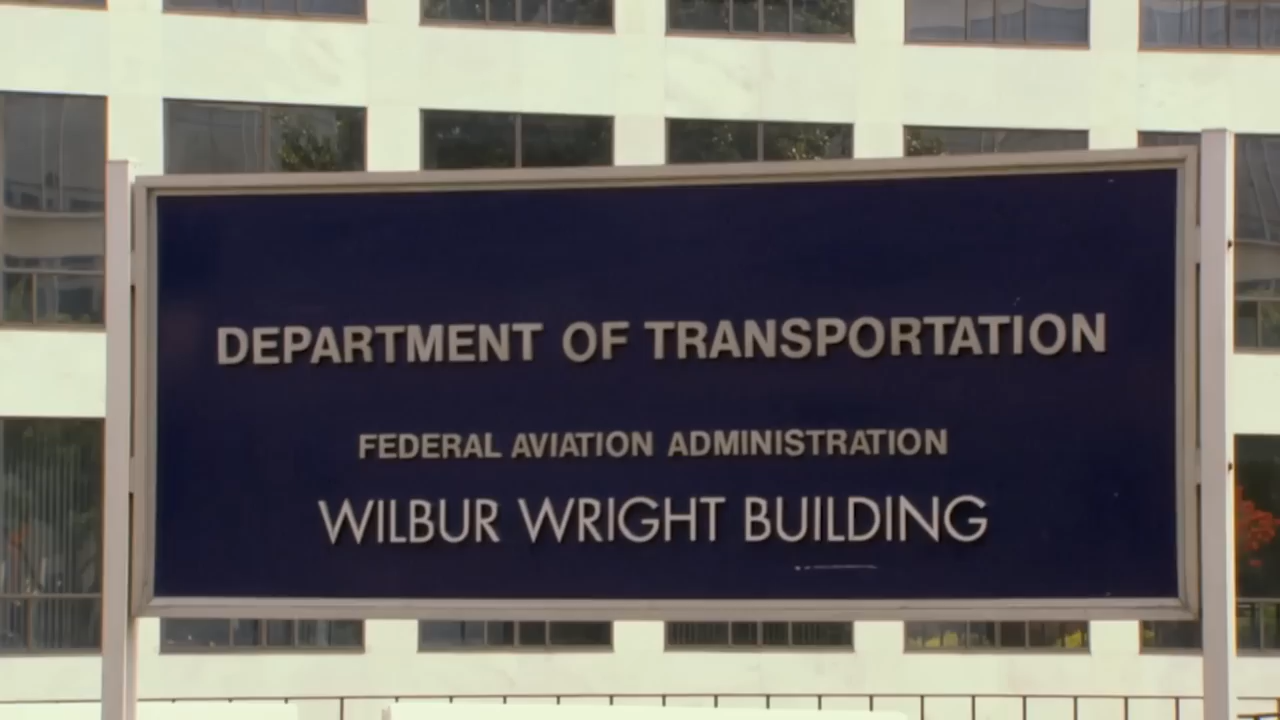 DEPARTMENT OF TRANSPORTATION
FEDERAL AVIATION ADMINISTRATION
WILBUR WRIGHT BUILDING